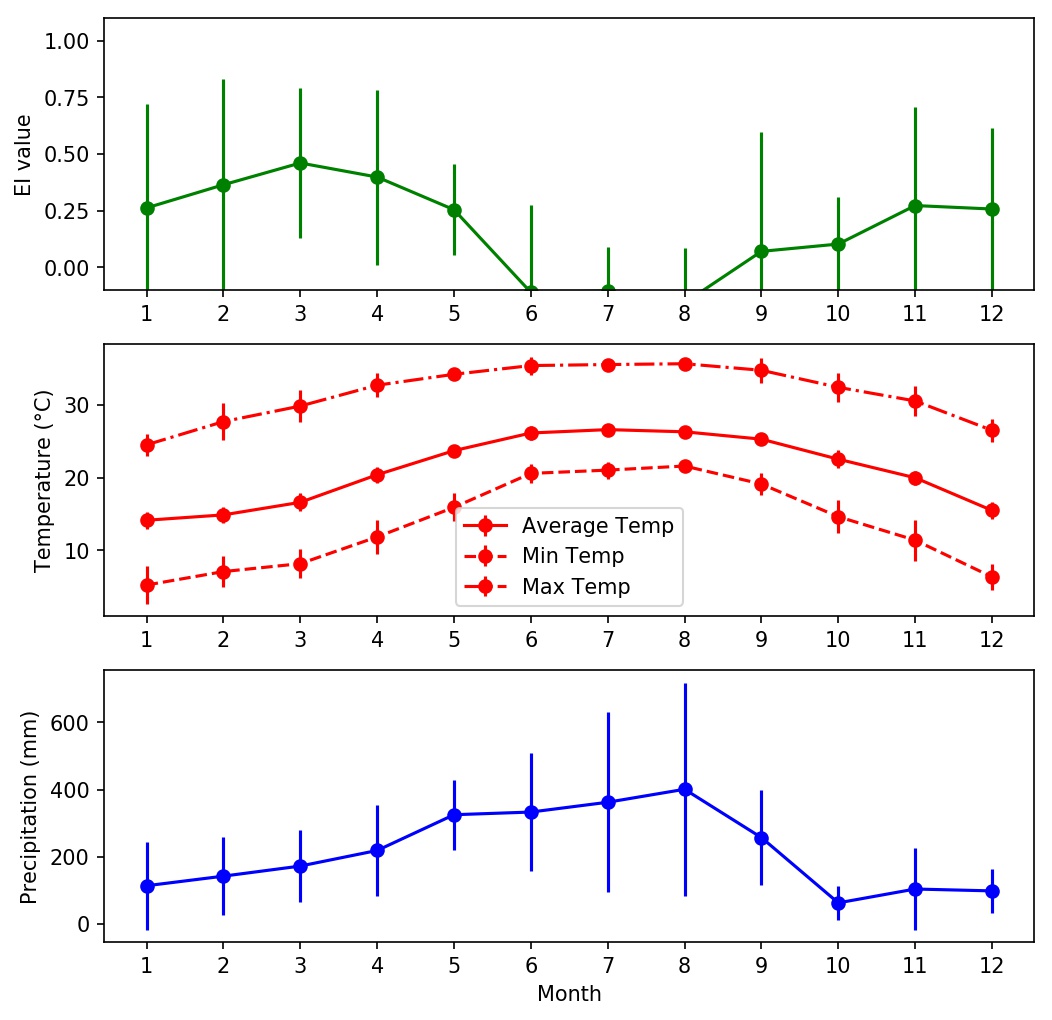 1.00
0.75
0.50
0.25
0.00
EI value
1 2 3 4 5 6 7 8 9 10 11 12
30
20
10
Temperature (°C)
Average Temp
Min Temp
Max Temp
1 2 3 4 5 6 7 8 9 10 11 12
600
400
200
0
Precipitation (mm)
1 2 3 4 5 6 7 8 9 10 11 12
Month